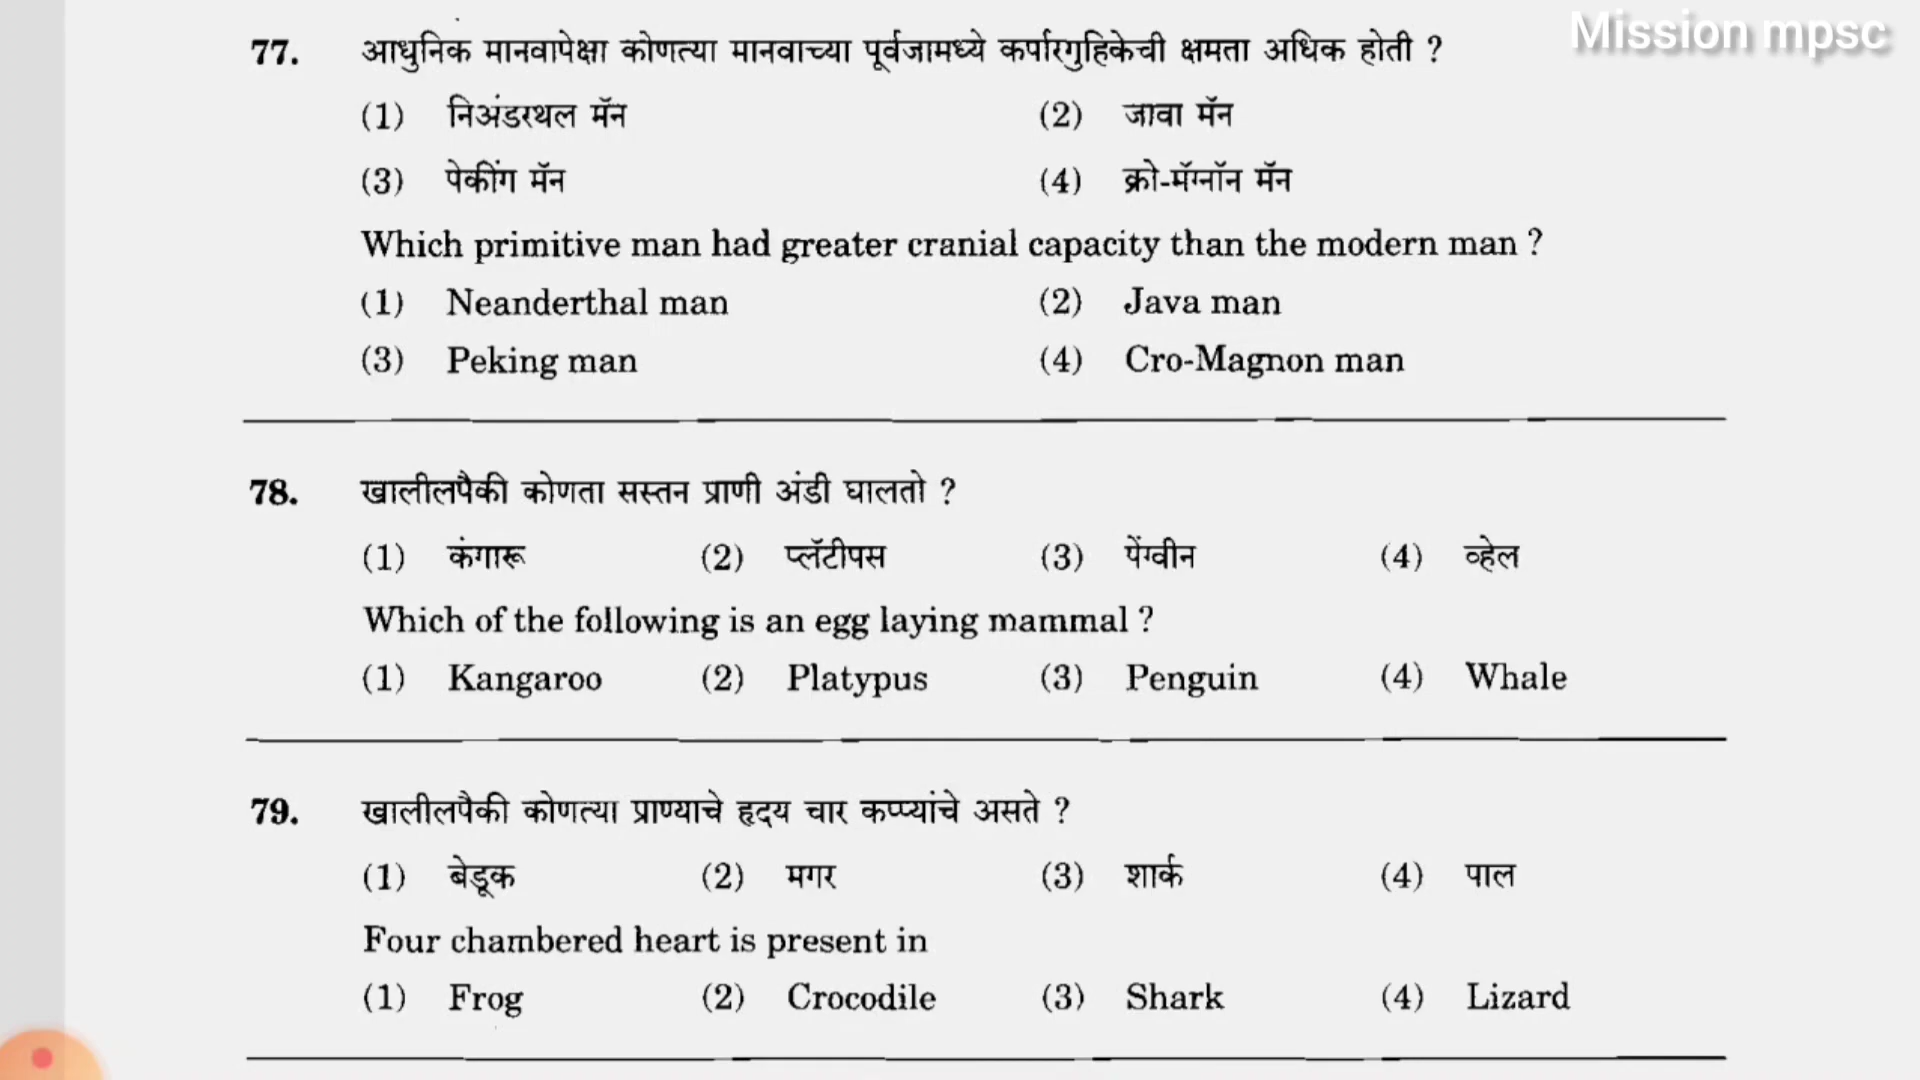 Mission mpsc
77. आधुनिक मानवापेक्षा कोणत्या मानवाच्या पूर्वजामध्ये कर्पारगुहिकेची क्षमता अधिक होती ?
(1) निअंडरथल मॅन (2) जावा मॅन
(3) पेकींग मॅन (4) क्रो-मॅग्नॉन मॅन
Which primitive man had greater cranial capacity than the modern man ?
(1) Neanderthal man (2) Java man
(3) Peking man (4) Cro-Magnon man
78. खालीलपैकी कोणता सस्तन प्राणी अंडी घालतो ?
(1) कंगारू (2) प्लॅटीपस (3) पेंग्वीन (4) व्हेल
Which of the following is an egg laying mammal ?
(1) Kangaroo (2) Platypus (3) Penguin (4) Whale
79. खालीलपैकी कोणत्या प्राण्याचे हृदय चार कप्प्यांचे असते ?
(1) बेडूक (2) मगर (3) शार्क (4) पाल
Four chambered heart is present in
(1) Frog (2) Crocodile (3) Shark (4) Lizard